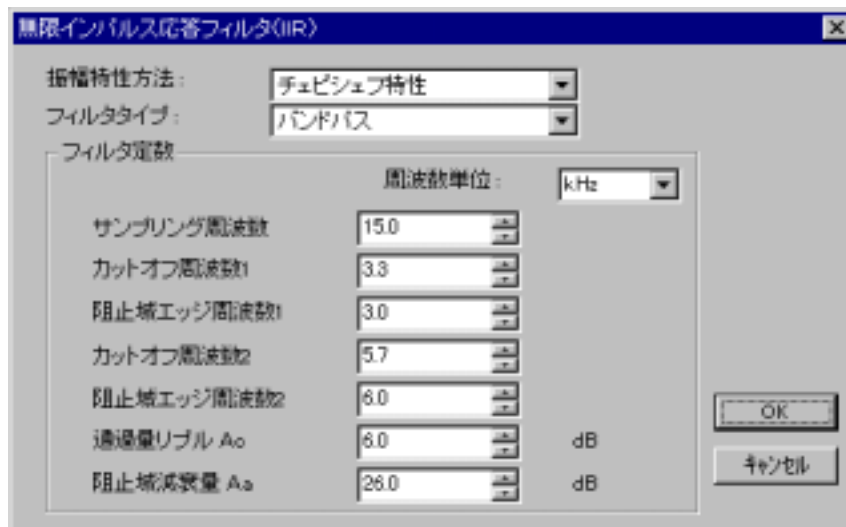 無限インパルス応答フィルタ(IIR)
振幅特性方法:
チェビシェフ特性
フィルタタイプ:
バンドパス
フィルタ定数
周波数単位:
kHz
サンプリング周波数
15.0
カットオフ周波数1
3.3
阻止域エッジ周波数1
3.0
カットオフ周波数2
5.7
阻止域エッジ周波数2
6.0
通過量リプル Ao
6.0
dB
阻止域減衰量 Aa
26.0
dB
OK
キャンセル